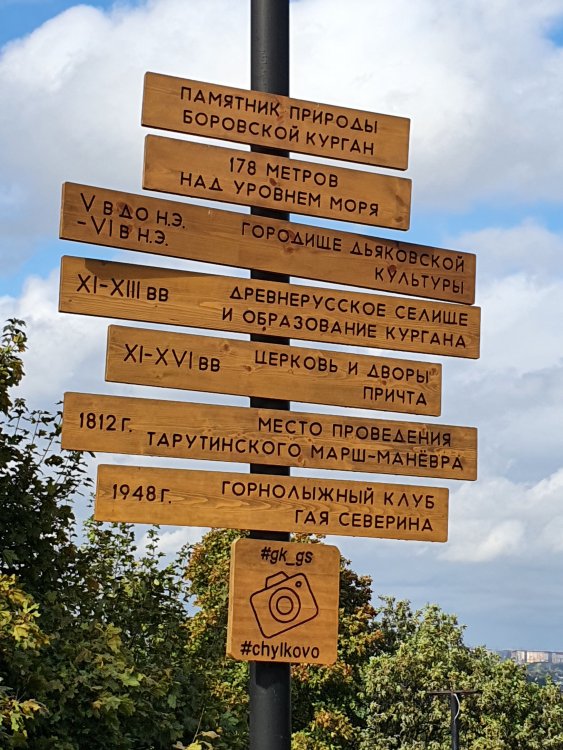 ПАМЯТНИК ПРИРОДЫ
БОРОВСКОЙ КУРГАН
178 МЕТРОВ
НАД УРОВНЕМ МОРЯ
V В ДО Н.Э. ГОРОДИЩЕ ДЬЯКОВСКОЙ
-VI В Н.Э. КУЛЬТУРЫ
XI-XIII ВВ ДРЕВНЕРУССКОЕ СЕЛИЩЕ
И ОБРАЗОВАНИЕ КУРГАНА
XI-XVI ВВ ЦЕРКОВЬ И ДВОРЫ
ПРИЧТА
1812 Г. МЕСТО ПРОВЕДЕНИЯ
ТАРУТИНСКОГО МАРШ-МАНЁВРА
1948 Г. ГОРНОЛЫЖНЫЙ КЛУБ
ГАЯ СЕВЕРИНА
#gk_gs
#chylkovo